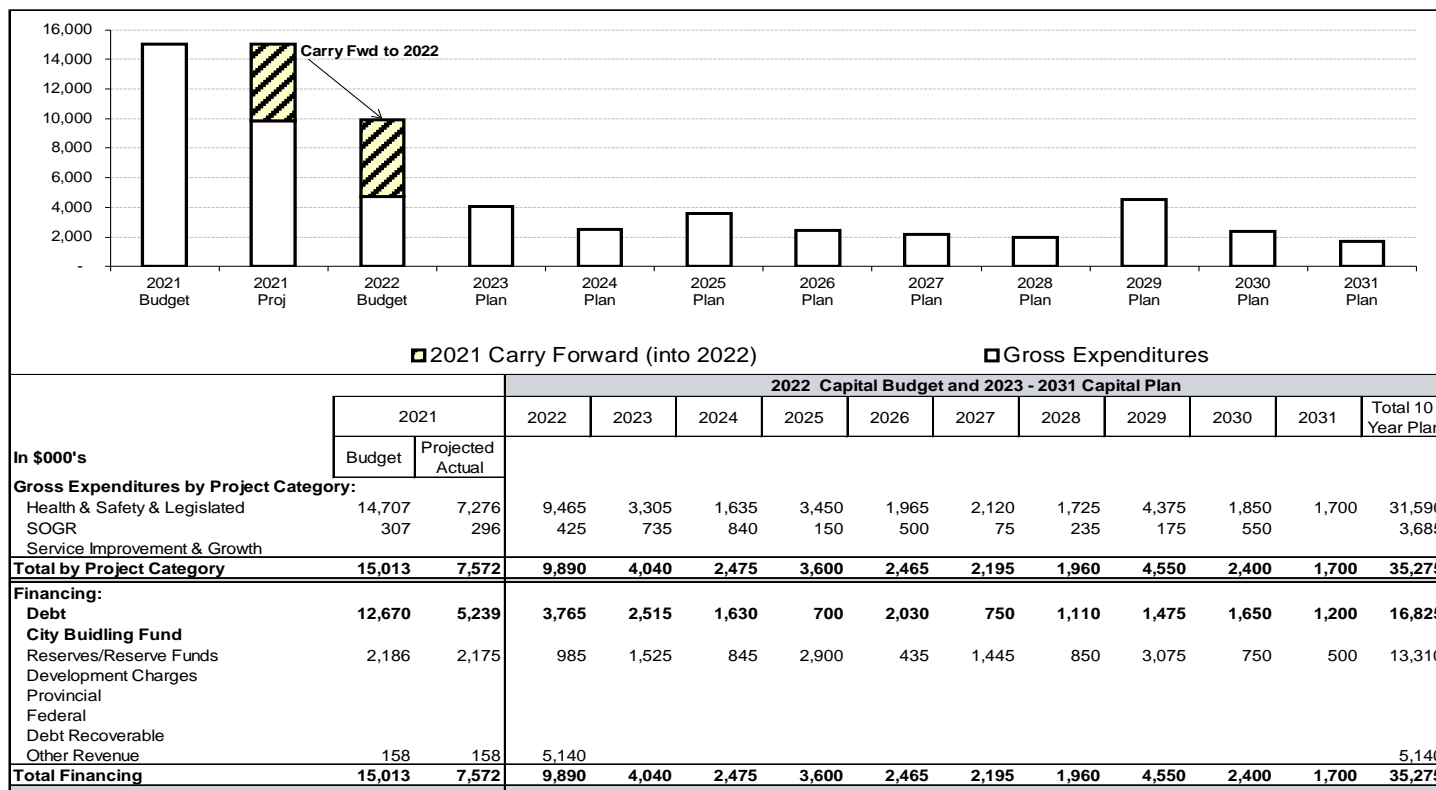 16,000
14,000
12,000
10,000
8,000
6,000
4,000
2,000
-
Carry Fwd to 2022
2021 2021 2022 2023 2024 2025 2026 2027 2028 2029 2030 2031
Budget Proj Budget Plan Plan Plan Plan Plan Plan Plan Plan Plan
2021 Carry Forward (into 2022) Gross Expenditures
2022 Capital Budget and 2023 - 2031 Capital Plan
2021 2022 2023 2024 2025 2026 2027 2028 2029 2030 2031 Total 10
Year Plan
In $000's Budget Projected
Actual
Gross Expenditures by Project Category:
Health & Safety & Legislated 14,707 7,276 9,465 3,305 1,635 3,450 1,965 2,120 1,725 4,375 1,850 1,700 31,590
SOGR 307 296 425 735 840 150 500 75 235 175 550 3,685
Service Improvement & Growth
Total by Project Category 15,013 7,572 9,890 4,040 2,475 3,600 2,465 2,195 1,960 4,550 2,400 1,700 35,275
Financing:
Debt 12,670 5,239 3,765 2,515 1,630 700 2,030 750 1,110 1,475 1,650 1,200 16,825
City Buidling Fund
Reserves/Reserve Funds 2,186 2,175 985 1,525 845 2,900 435 1,445 850 3,075 750 500 13,310
Development Charges
Provincial
Federal
Debt Recoverable
Other Revenue 158 158 5,140 5,140
Total Financing 15,013 7,572 9,890 4,040 2,475 3,600 2,465 2,195 1,960 4,550 2,400 1,700 35,275